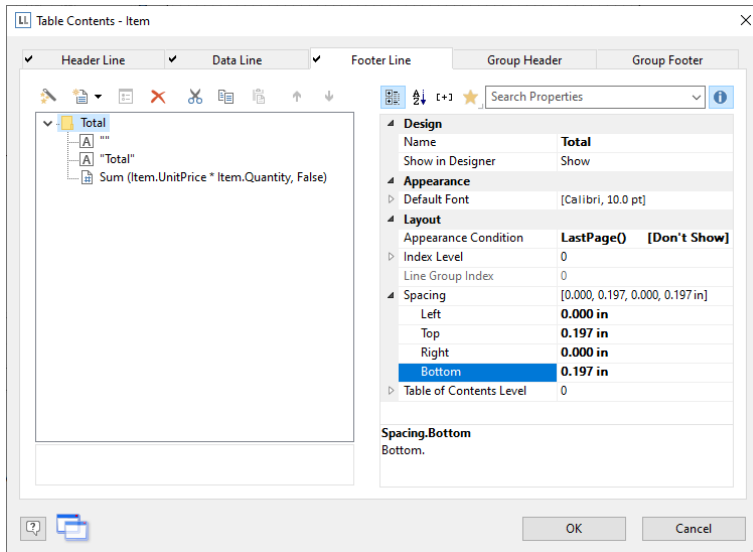 LL Table Contents - Item
Header Line Data Line Footer Line Group Header Group Footer
Search Properties
Total
A ""
A "Total"
Sum (Item.UnitPrice * Item.Quantity, False)
Design
Name Total
Show in Designer Show
Appearance
Default Font [Calibri, 10.0 pt]
Layout
Appearance Condition LastPage() [Don't Show]
Index Level 0
Line Group Index 0
Spacing [0.000, 0.197, 0.000, 0.197 in]
Left 0.000 in
Top 0.197 in
Right 0.000 in
Bottom 0.197 in
Table of Contents Level 0
Spacing.Bottom
Bottom.
OK Cancel